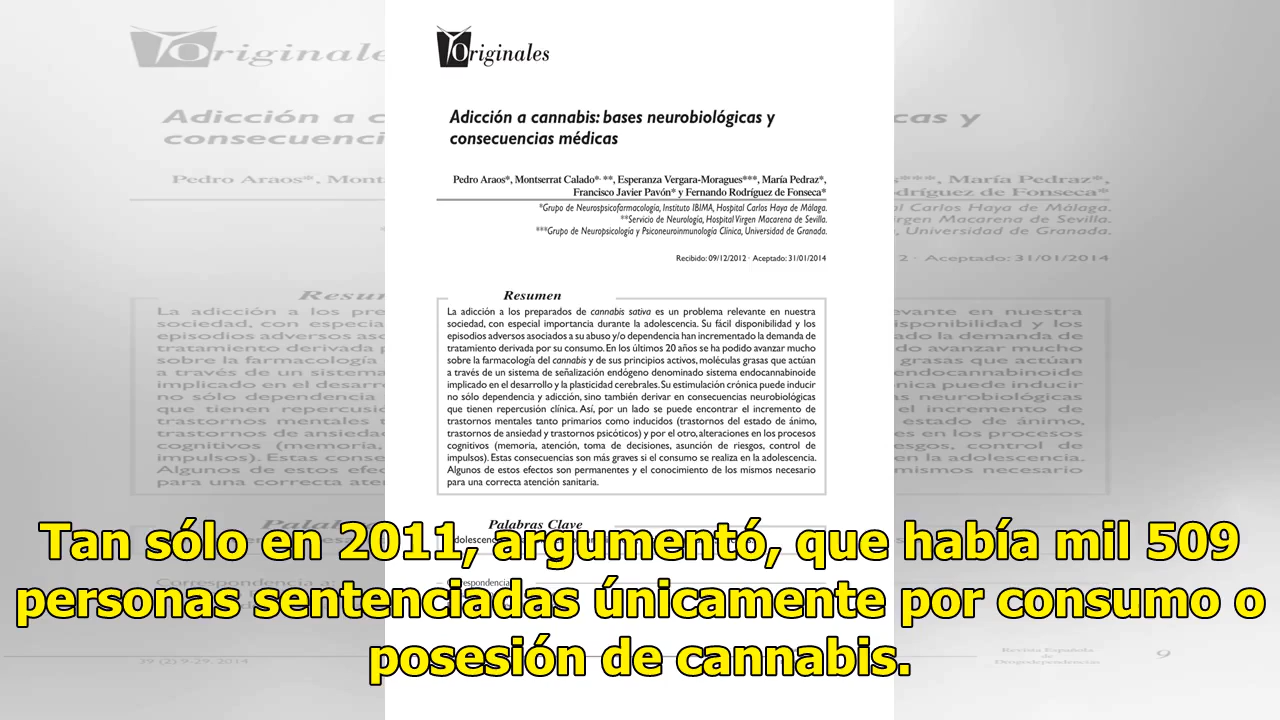 Originales
Adicción a cannabis: bases neurobiológicas y
consecuencias médicas
Pedro Araos*, Montserrat Calado*, **, Esperanza Vergara-Moragues***, María Pedraz*,
Francisco Javier Pavón* y Fernando Rodríguez de Fonseca*
*Grupo de Neurospsicofarmacología, Instituto IBIMA, Hospital Carlos Haya de Málaga.
**Servicio de Neurología, Hospital Virgen Macarena de Sevilla.
***Grupo de Neuropsicología y Psiconeuroinmunología Clínica, Universidad de Granada.
Recibido: 09/12/2012 · Aceptado: 31/01/2014
Resumen
La adicción a los preparados de cannabis sativa es un problema relevante en nuestra
sociedad, con especial importancia durante la adolescencia. Su fácil disponibilidad y los
episodios adversos asociados a su abuso y/o dependencia han incrementado la demanda de
tratamiento derivada por su consumo. En los últimos 20 años se ha podido avanzar mucho
sobre la farmacología del cannabis y de sus principios activos, moléculas grasas que actúan
a través de un sistema de señalización endógeno denominado sistema endocannabinoide
implicado en el desarrollo y la plasticidad cerebrales. Su estimulación crónica puede inducir
no sólo dependencia y adicción, sino también derivar en consecuencias neurobiológicas
que tienen repercusión clínica. Así, por un lado se puede encontrar el incremento de
trastornos mentales tanto primarios como inducidos (trastornos del estado de ánimo,
trastornos de ansiedad y trastornos psicóticos) y por el otro, alteraciones en los procesos
cognitivos (memoria, atención, toma de decisiones, asunción de riesgos, control de
impulsos). Estas consecuencias son más graves si el consumo se realiza en la adolescencia.
Algunos de estos efectos son permanentes y el conocimiento de los mismos necesario
para una correcta atención sanitaria.
Palabras Clave
Tan sólo en 2011, argumentó, que había mil 509
personas sentenciadas únicamente por consumo o
posesión de cannabis.
39 (2) 9-29, 2014
Revista Española
de
Drogodependencias
9